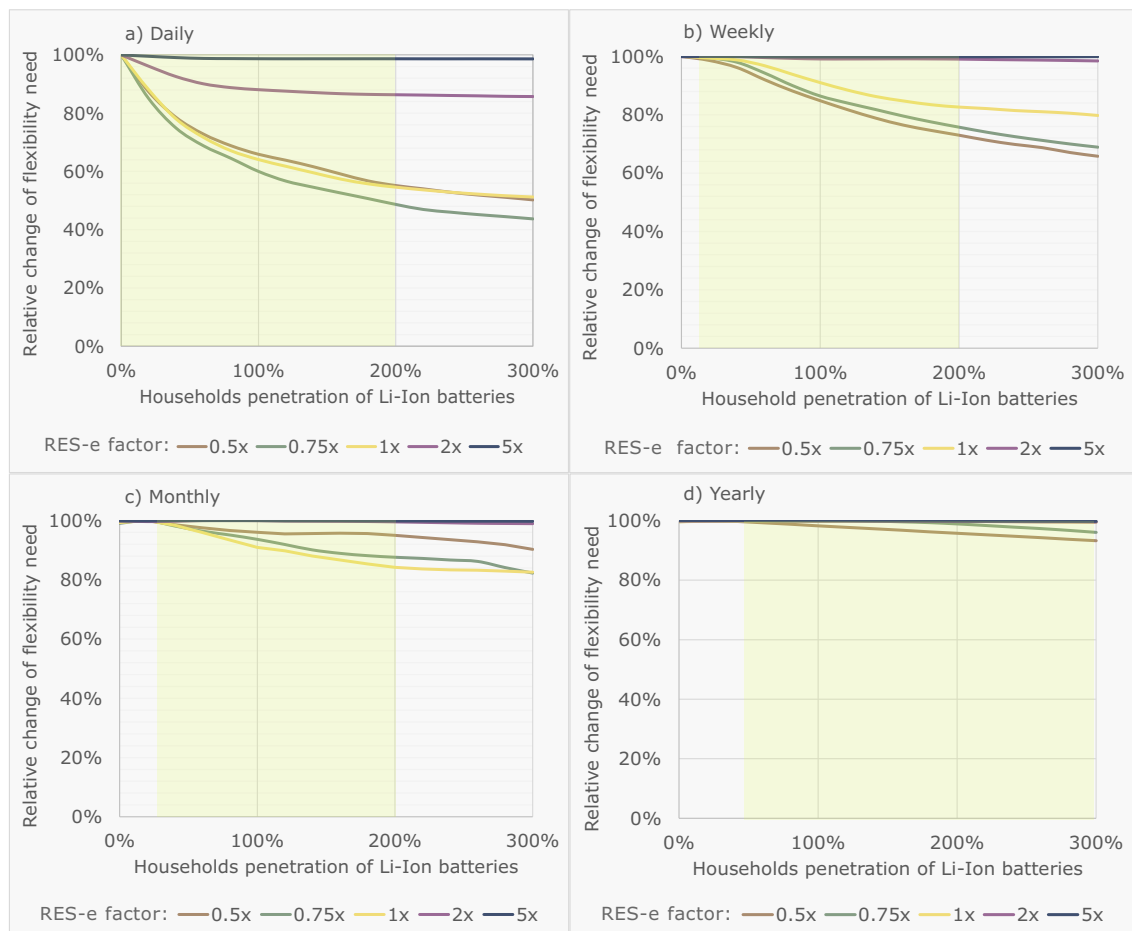 a) Daily
Relative change of flexibility need
100%
80%
60%
40%
20%
0%
0% 100% 200% 300%
Households penetration of Li-Ion batteries
RES-e factor: 0.5x 0.75x 1x 2x 5x
b) Weekly
Relative change of flexibility need
100%
80%
60%
40%
20%
0%
0% 100% 200% 300%
Household penetration of Li-Ion batteries
RES-e factor: 0.5x 0.75x 1x 2x 5x
c) Monthly
Relative change of flexibility need
100%
80%
60%
40%
20%
0%
0% 100% 200% 300%
Households penetration of Li-Ion batteries
RES-e factor: 0.5x 0.75x 1x 2x 5x
d) Yearly
Relative change of flexibility need
100%
80%
60%
40%
20%
0%
0% 100% 200% 300%
Households penetration of Li-Ion batteries
RES-e factor: 0.5x 0.75x 1x 2x 5x